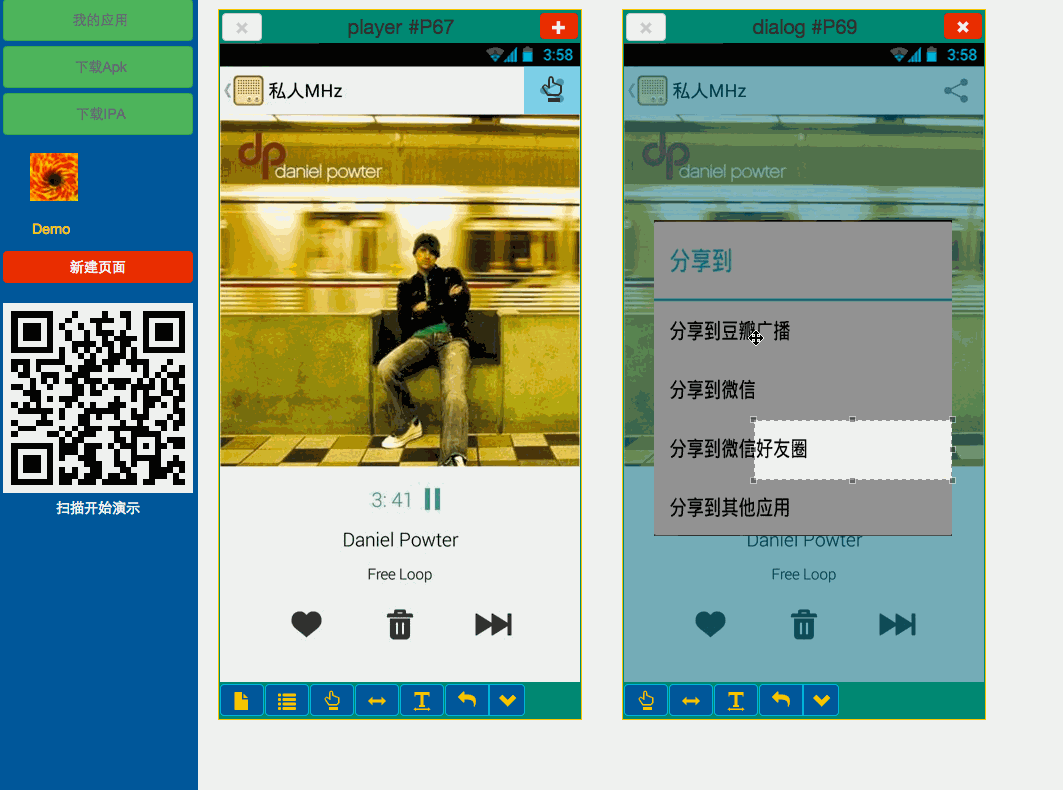 我的应用
下载Apk
下载IPA
Demo
新建页面
扫描开始演示
player #P67
3:58
私人MHz
dp
daniel powter
3: 41
Daniel Powter
Free Loop
dialog #P69
3:58
私人MHz
dp
daniel powter
分享到
分享到豆瓣广播
分享到微信
分享到微信好友圈
分享到其他应用
Daniel Powter
Free Loop